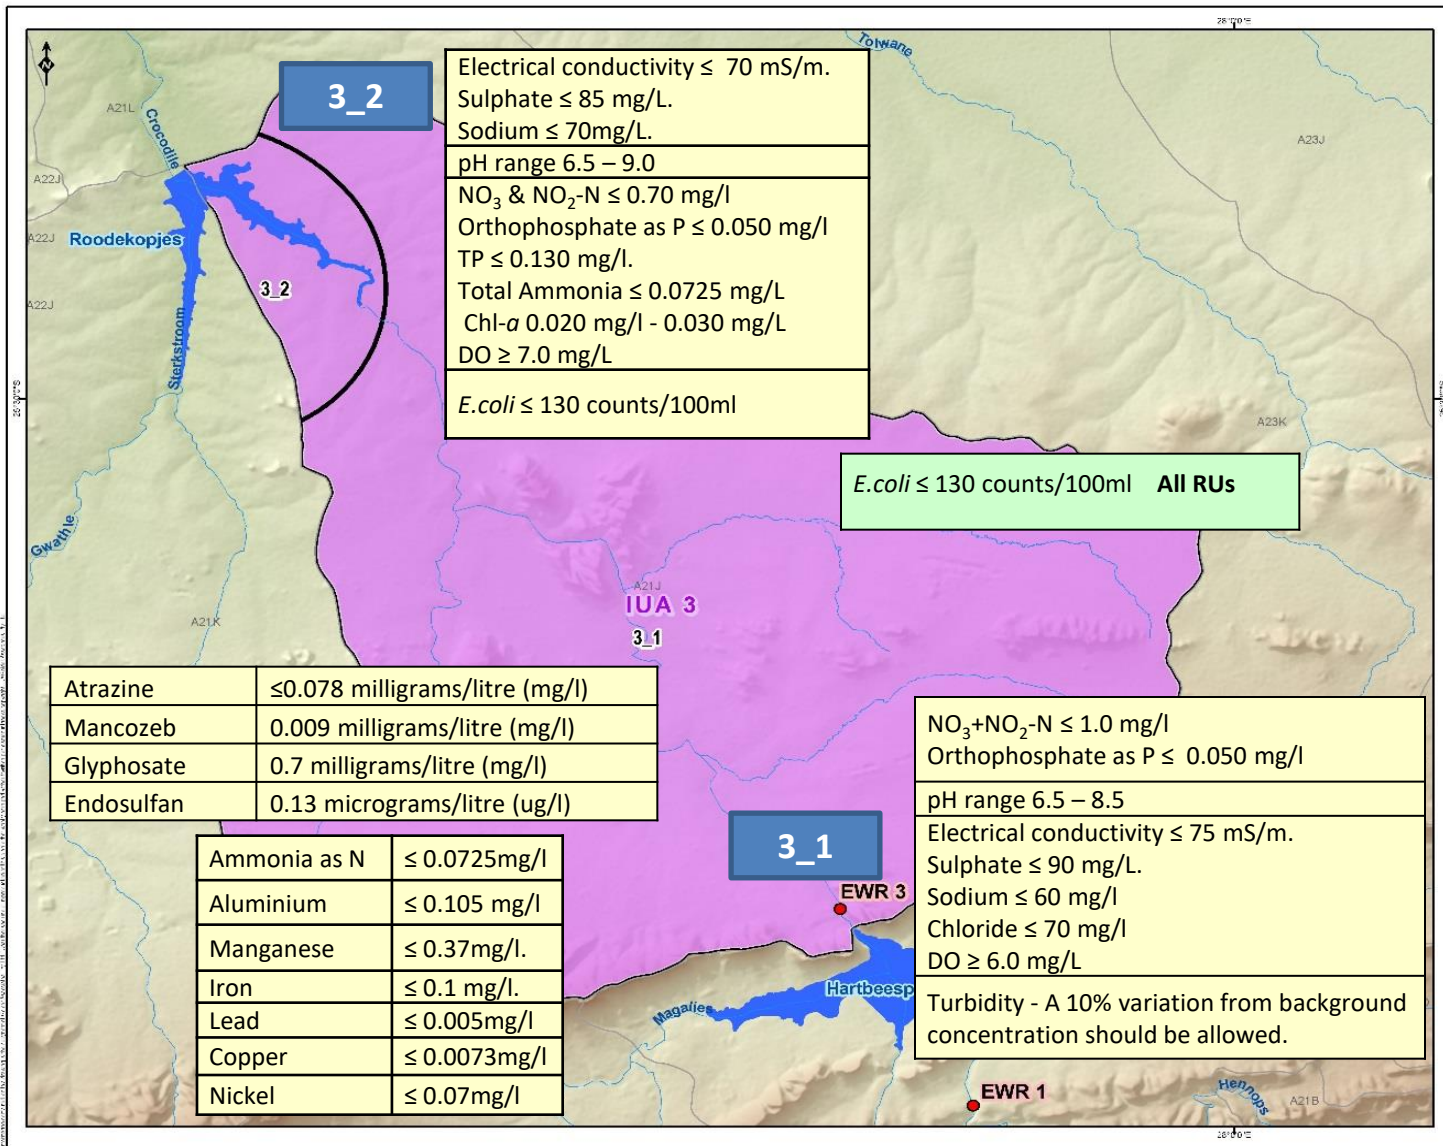 28°0'0"E
Tolwane
3_2
Electrical conductivity ≤ 70 mS/m.
Sulphate ≤ 85 mg/L.
Sodium ≤ 70mg/L.
pH range 6.5 – 9.0
NO3 & NO2-N ≤ 0.70 mg/l
Orthophosphate as P ≤ 0.050 mg/l
TP ≤ 0.130 mg/l.
Total Ammonia ≤ 0.0725 mg/L
Chl-a 0.020 mg/l - 0.030 mg/L
DO ≥ 7.0 mg/L
E.coli ≤ 130 counts/100ml
N
A21L
Crocodile
A23J
A22J
Roodekopjes
A22J
3_2
A22J
Sterkstroom
A23K
E.coli ≤ 130 counts/100ml All RUs
Gwathle
A21J
IUA 3
3_1
A21K
Atrazine ≤0.078 milligrams/litre (mg/l)
Mancozeb 0.009 milligrams/litre (mg/l)
Glyphosate 0.7 milligrams/litre (mg/l)
Endosulfan 0.13 micrograms/litre (ug/l)
NO3+NO2-N ≤ 1.0 mg/l
Orthophosphate as P ≤ 0.050 mg/l
pH range 6.5 – 8.5
Electrical conductivity ≤ 75 mS/m.
Sulphate ≤ 90 mg/L.
Sodium ≤ 60 mg/l
Chloride ≤ 70 mg/l
DO ≥ 6.0 mg/L
Turbidity - A 10% variation from background
concentration should be allowed.
3_1
EWR 3
Ammonia as N ≤ 0.0725mg/l
Aluminium ≤ 0.105 mg/l
Manganese ≤ 0.37mg/l.
Iron ≤ 0.1 mg/l.
Lead ≤ 0.005mg/l
Copper ≤ 0.0073mg/l
Nickel ≤ 0.07mg/l
Hartbeesp
Magalies
EWR 1
Hennops
A21B
28°0'0"E